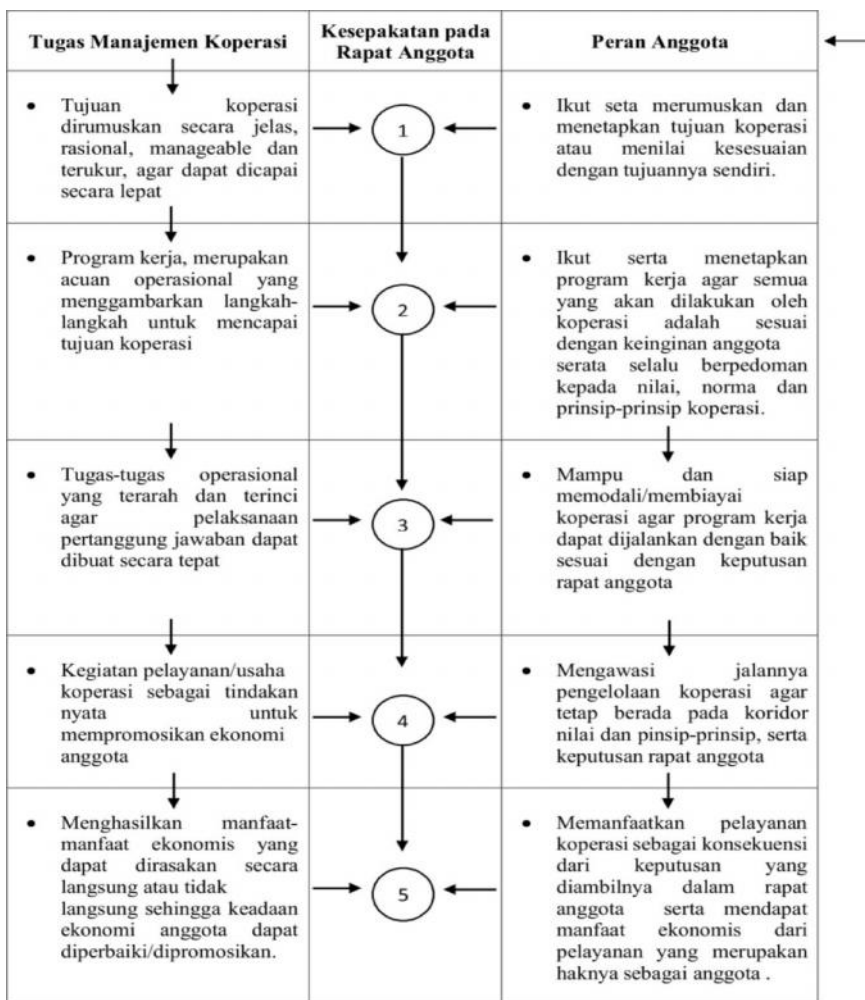 Tugas Manajemen Koperasi
Kesepakatan pada
Rapat Anggota
Peran Anggota
• Tujuan koperasi
dirumuskan secara jelas,
rasional, manageable dan
terukur, agar dapat dicapai
secara lepat
1
• Ikut seta merumuskan dan
menetapkan tujuan koperasi
atau menilai kesesuaian
dengan tujuannya sendiri.
• Program kerja, merupakan
acuan operasional yang
menggambarkan langkah-
langkah untuk mencapai
tujuan koperasi
2
• Ikut serta menetapkan
program kerja agar semua
yang akan dilakukan oleh
koperasi adalah sesuai
dengan keinginan anggota
serata selalu berpedoman
kepada nilai, norma dan
prinsip-prinsip koperasi.
• Tugas-tugas operasional
yang terarah dan terinci
agar pelaksanaan
pertanggung jawaban dapat
dibuat secara tepat
3
• Mampu dan siap
memodali/membiayai
koperasi agar program kerja
dapat dijalankan dengan baik
sesuai dengan keputusan
rapat anggota
• Kegiatan pelayanan/usaha
koperasi sebagai tindakan
nyata untuk
mempromosikan ekonomi
anggota
4
• Mengawasi jalannya
pengelolaan koperasi agar
tetap berada pada koridor
nilai dan pinsip-prinsip, serta
keputusan rapat anggota
• Menghasilkan manfaat-
manfaat ekonomis yang
dapat dirasakan secara
langsung atau tidak
langsung sehingga keadaan
ekonomi anggota dapat
diperbaiki/dipromosikan.
5
• Memanfaatkan pelayanan
koperasi sebagai konsekuensi
dari keputusan yang
diambilnya dalam rapat
anggota serta mendapat
manfaat ekonomis dari
pelayanan yang merupakan
haknya sebagai anggota .